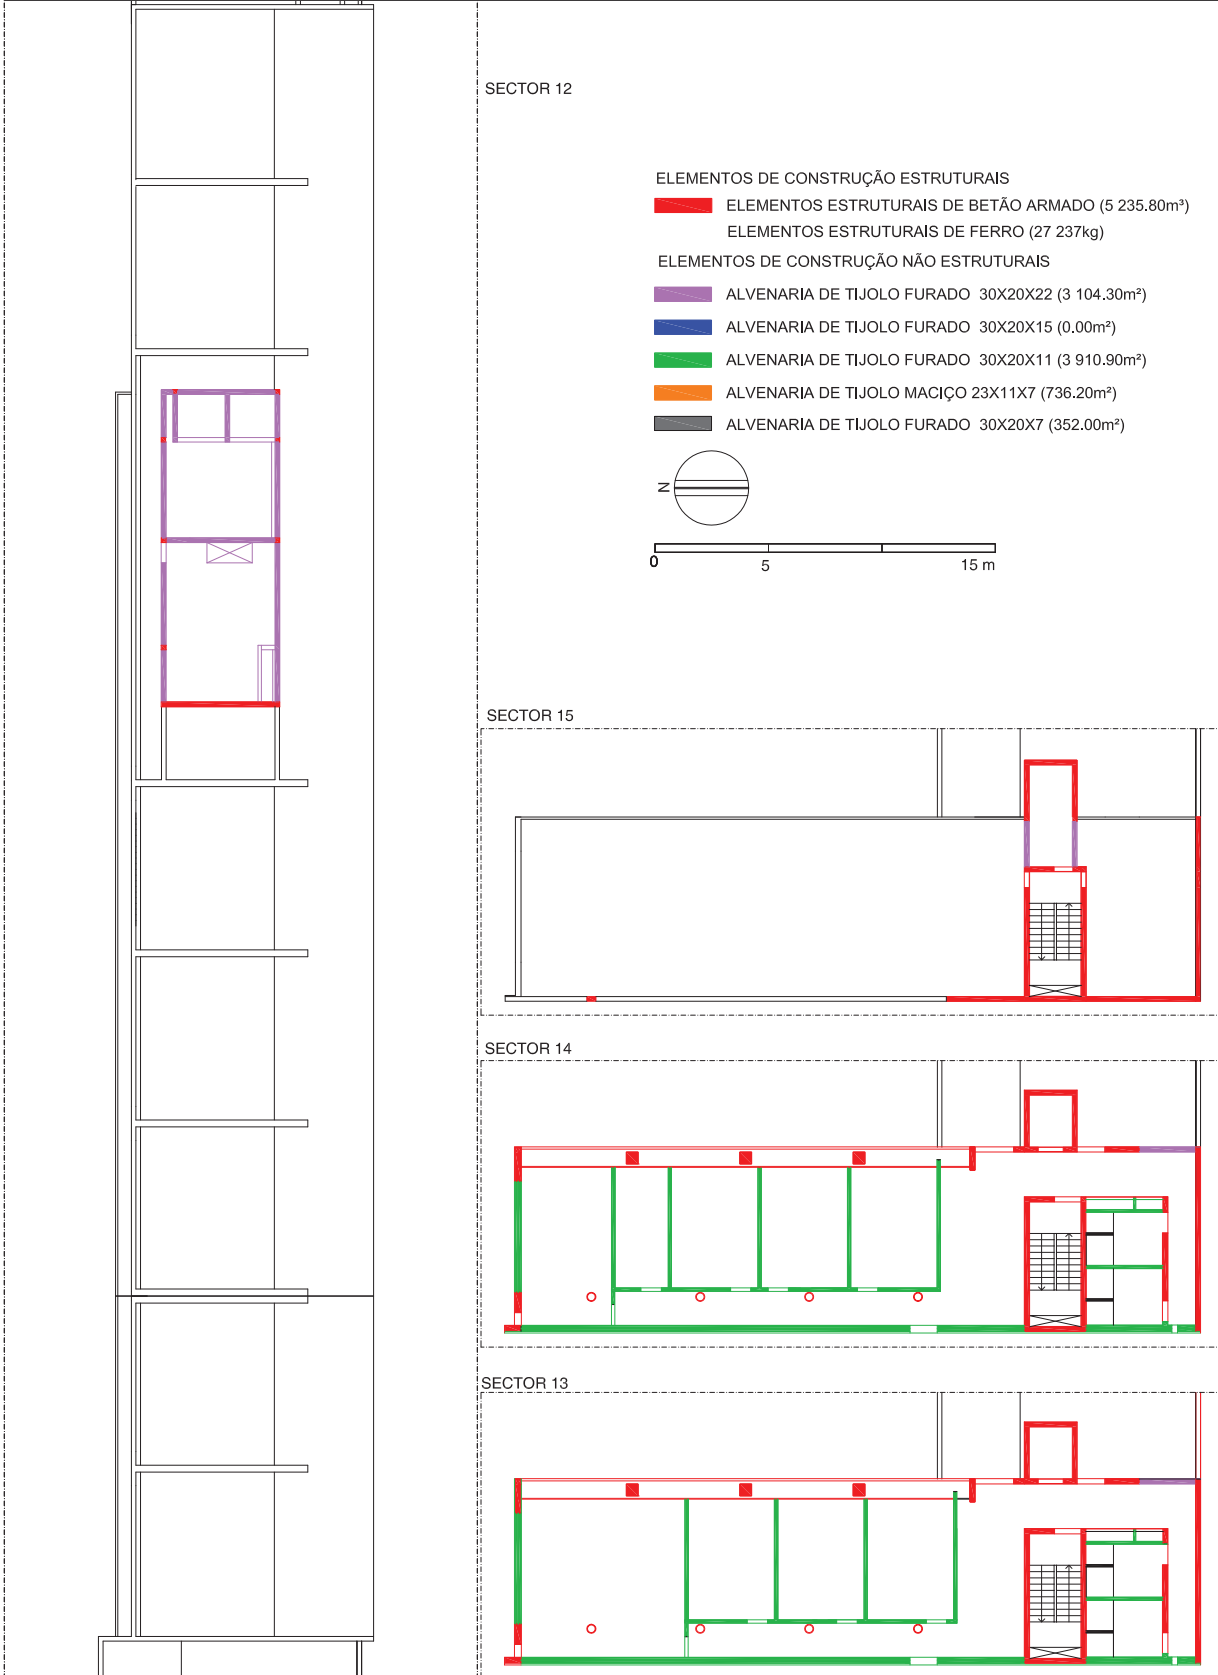 SECTOR 12
ELEMENTOS DE CONSTRUÇÃO ESTRUTURAIS
ELEMENTOS ESTRUTURAIS DE BETÃO ARMADO (5 235.80m³)
ELEMENTOS ESTRUTURAIS DE FERRO (27 237kg)
ELEMENTOS DE CONSTRUÇÃO NÃO ESTRUTURAIS
ALVENARIA DE TIJOLO FURADO 30X20X22 (3 104.30m²)
ALVENARIA DE TIJOLO FURADO 30X20X15 (0.00m²)
ALVENARIA DE TIJOLO FURADO 30X20X11 (3 910.90m²)
ALVENARIA DE TIJOLO MACIÇO 23X11X7 (736.20m²)
ALVENARIA DE TIJOLO FURADO 30X20X7 (352.00m²)
N
0 5 15 m
SECTOR 15
SECTOR 14
SECTOR 13